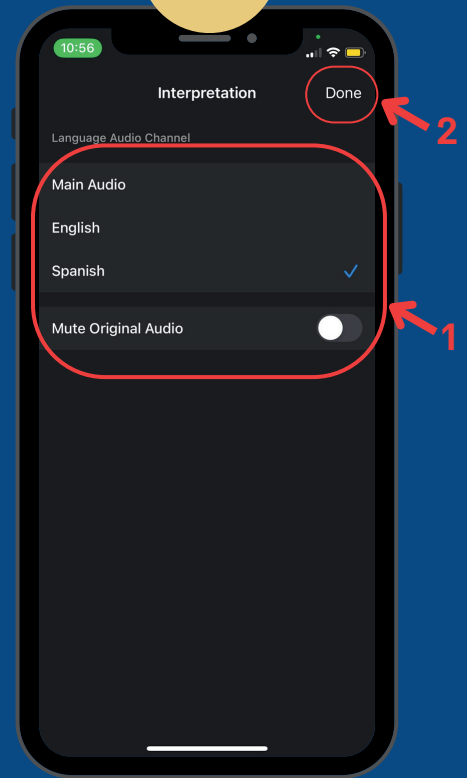 10:56
Interpretation
Done
2
Language Audio Channel
Main Audio
English
Spanish
Mute Original Audio
1